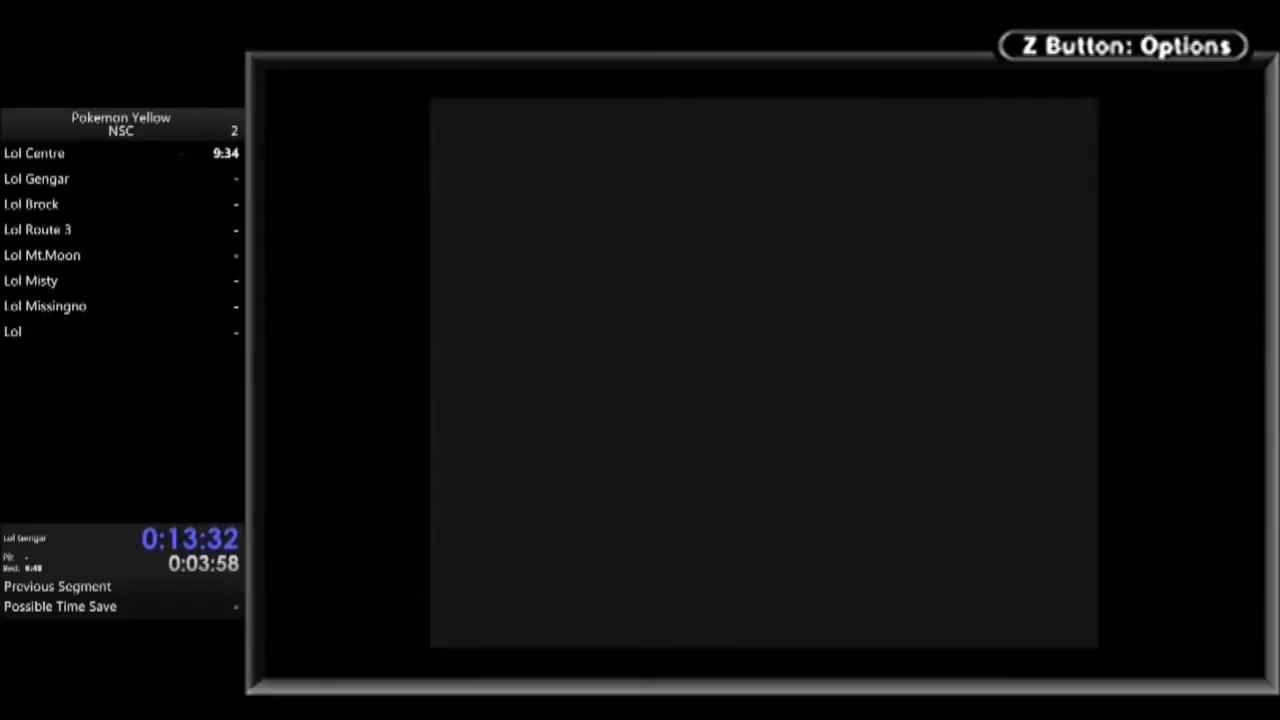 Z Button: Options
Pokemon Yellow
NSC 2
Lol Centre 9:34
Lol Gengar -
Lol Brock -
Lol Route 3 -
Lol Mt.Moon -
Lol Misty -
Lol Missingno -
Lol -
Lol Gengar 0:13:32
PB: -
Best: 0:03:58
Previous Segment
Possible Time Save -